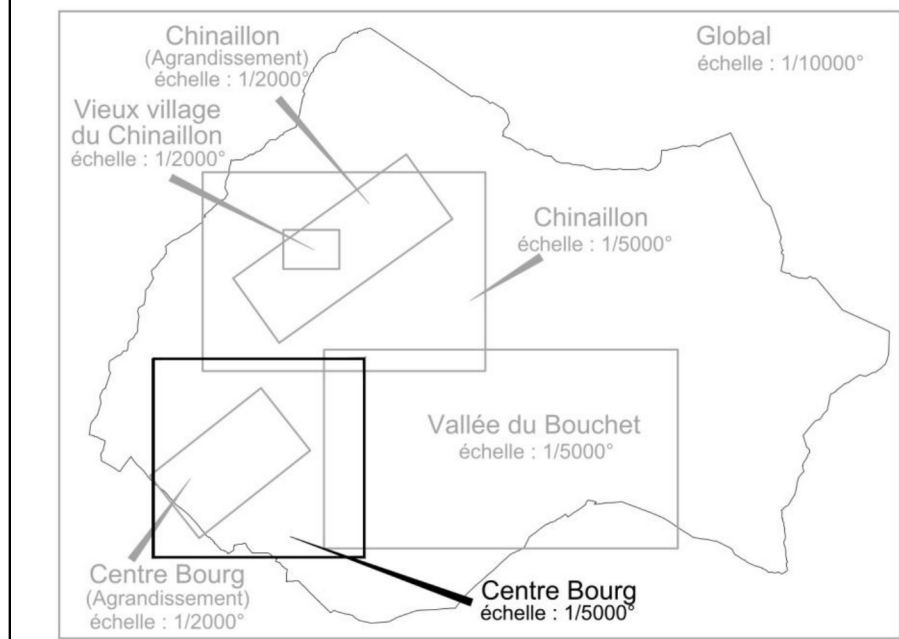 Chinaillon
(Agrandissement)
échelle : 1/2000°
Global
échelle : 1/10000°
Vieux village
du Chinaillon
échelle : 1/2000°
Chinaillon
échelle : 1/5000°
Vallée du Bouchet
échelle : 1/5000°
Centre Bourg
(Agrandissement)
échelle : 1/2000°
Centre Bourg
échelle : 1/5000°